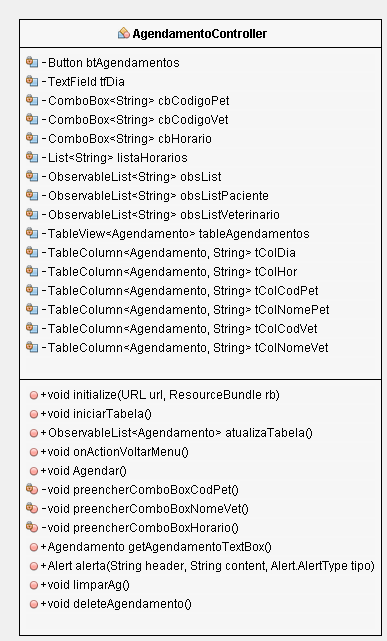 AgendamentoController
-Button btAgendamentos
-TextField tfDia
-ComboBox<String> cbCodigoPet
-ComboBox<String> cbCodigoVet
-ComboBox<String> cbHorario
-List<String> listaHorarios
-ObservableList<String> obsList
-ObservableList<String> obsListPaciente
-ObservableList<String> obsListVeterinario
-TableView<Agendamento> tableAgendamentos
-TableColumn<Agendamento, String> tColDia
-TableColumn<Agendamento, String> tColHor
-TableColumn<Agendamento, String> tColCodPet
-TableColumn<Agendamento, String> tColNomePet
-TableColumn<Agendamento, String> tColCodVet
-TableColumn<Agendamento, String> tColNomeVet
+void initialize(URL url, ResourceBundle rb)
+void iniciarTabela()
+ObservableList<Agendamento> atualizaTabela()
+void onActionVoltarMenu()
+void Agendar()
-void preencherComboBoxCodPet()
-void preencherComboBoxNomeVet()
-void preencherComboBoxHorario()
+Agendamento getAgendamentoTextBox()
+Alert alerta(String header, String content, Alert.AlertType tipo)
+void limparAg()
+void deleteAgendamento()